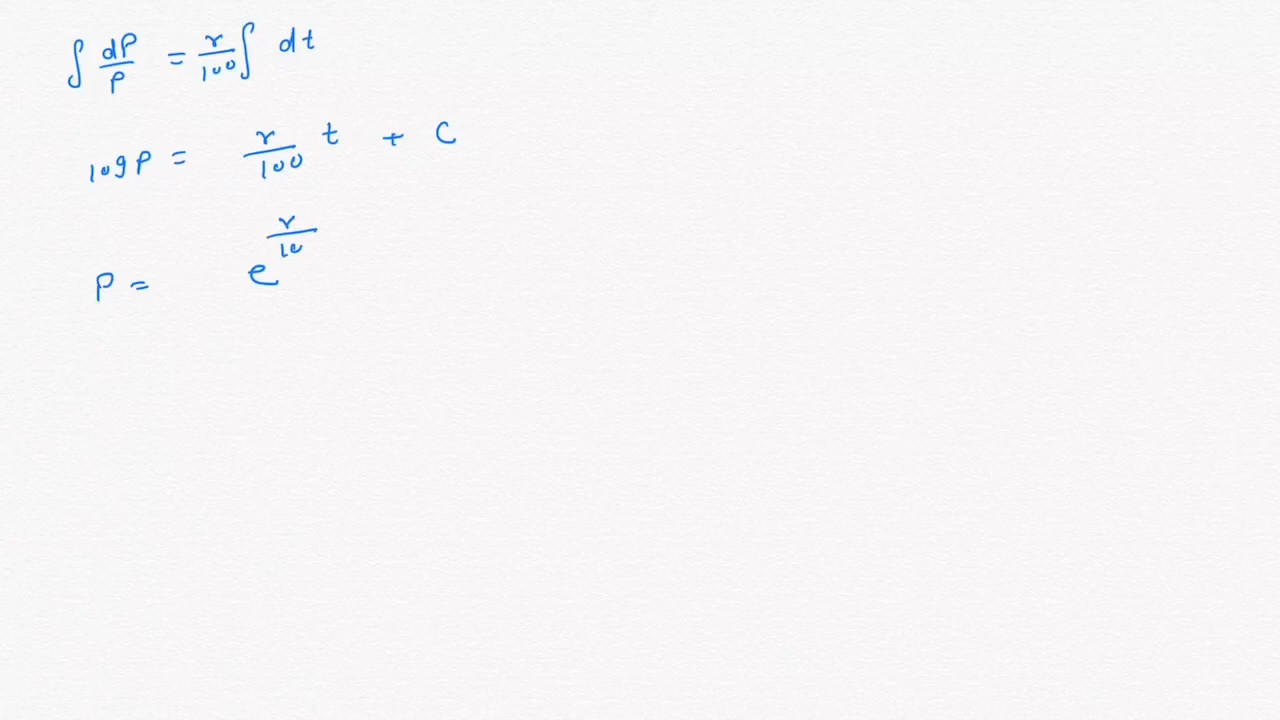 ∫ dP/P = r/100 ∫ dt
log P = r/100 t + C
P = e^(r/10